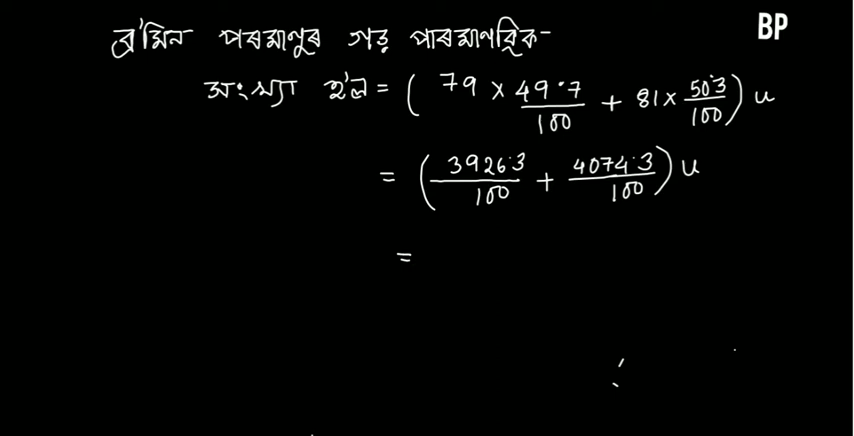 BP
ব্ৰ'মিন পৰমাণুৰ গড় পাৰমাণৱিক
সংখ্যা হ'ল = ( 79 × 49.7/100 + 81 × 50.3/100 ) u
= ( 3926.3/100 + 4074.3/100 ) u
=